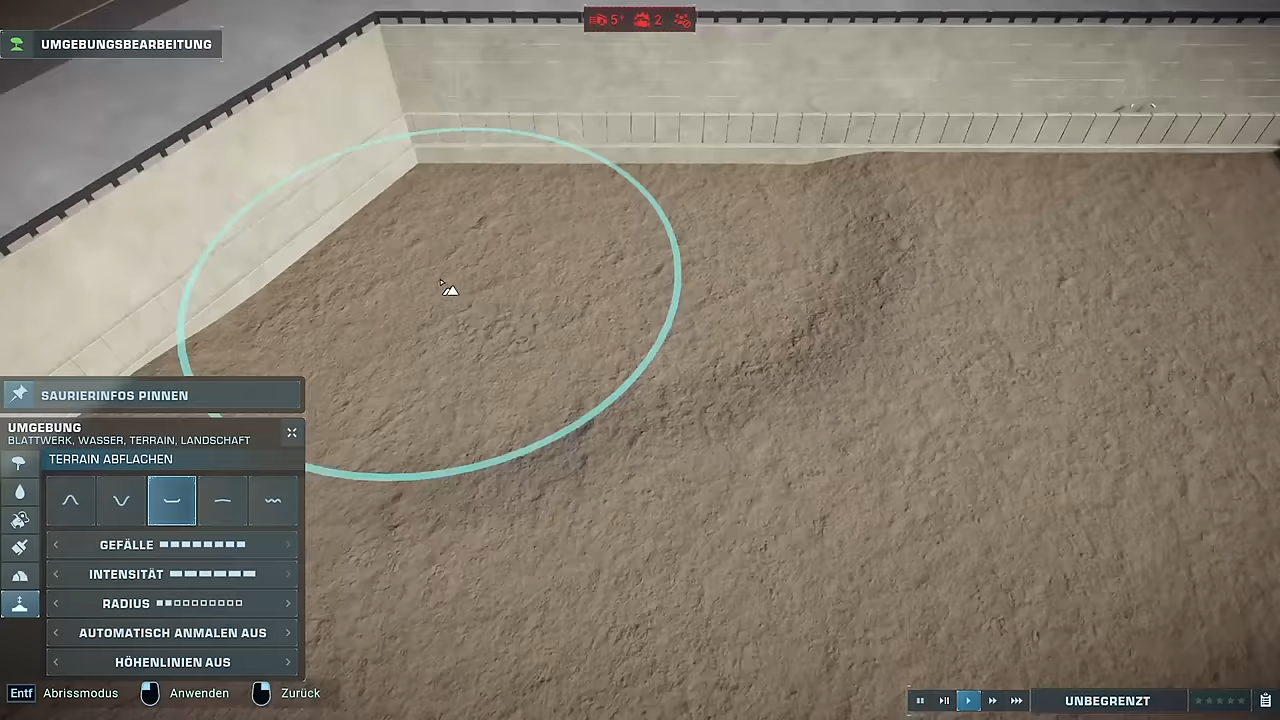 5
2
UMGEBUNGSBEARBEITUNG
SAURIERINFOS PINNEN
UMGEBUNG
BLATTWERK, WASSER, TERRAIN, LANDSCHAFT
TERRAIN ABFLACHEN
GEFÄLLE
INTENSITÄT
RADIUS
AUTOMATISCH ANMALEN AUS
HÖHENLINIEN AUS
Entf Abrissmodus Anwenden Zurück
UNBEGRENZT